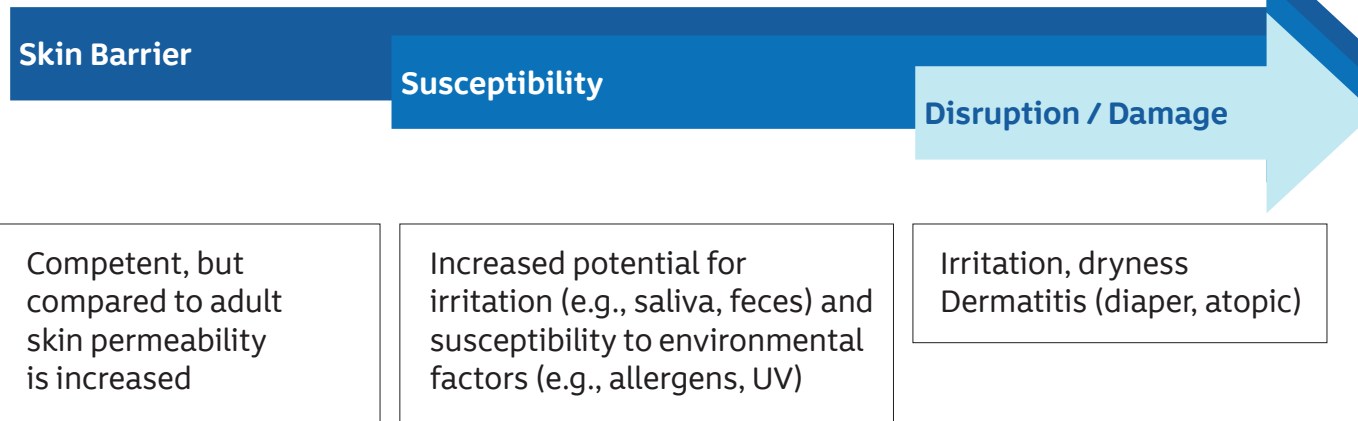 Skin Barrier
Susceptibility
Disruption / Damage
Competent, but
compared to adult
skin permeability
is increased
Increased potential for
irritation (e.g., saliva, feces) and
susceptibility to environmental
factors (e.g., allergens, UV)
Irritation, dryness
Dermatitis (diaper, atopic)